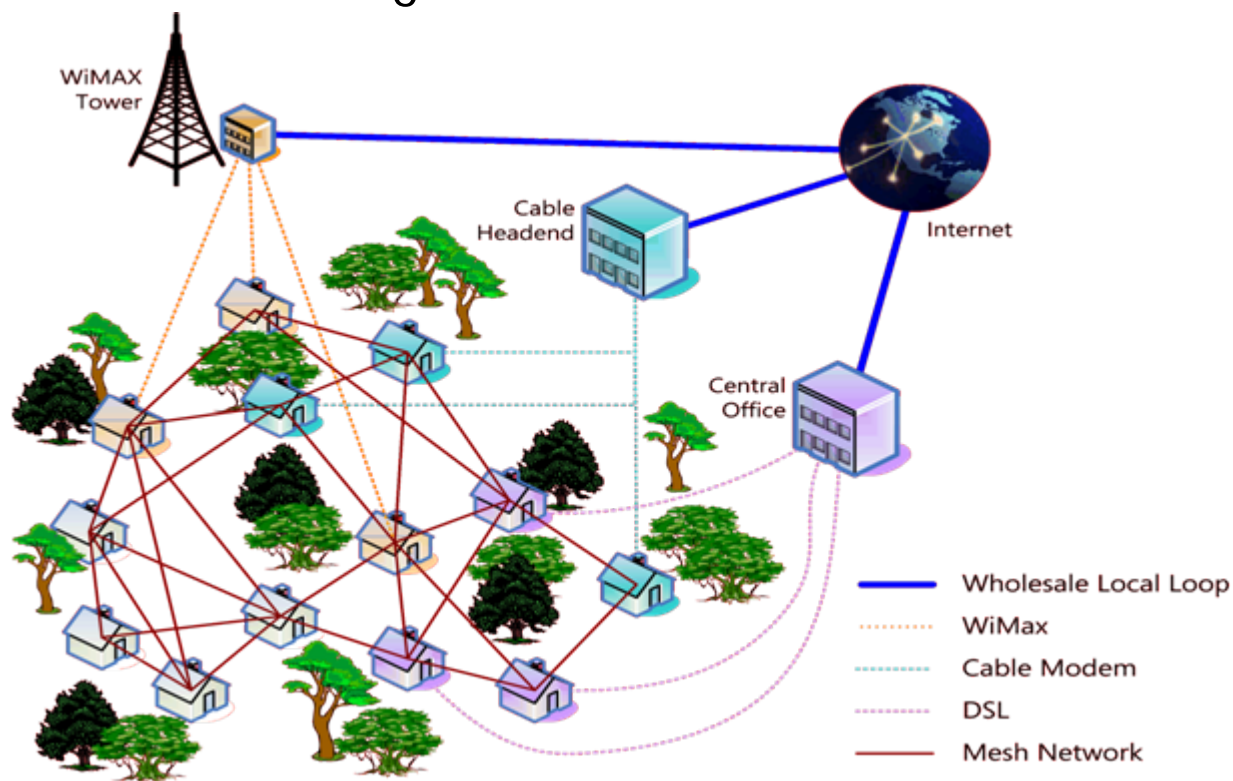 WiMAX
Tower
Cable
Headend
Internet
Central
Office
Wholesale Local Loop
WiMax
Cable Modem
DSL
Mesh Network